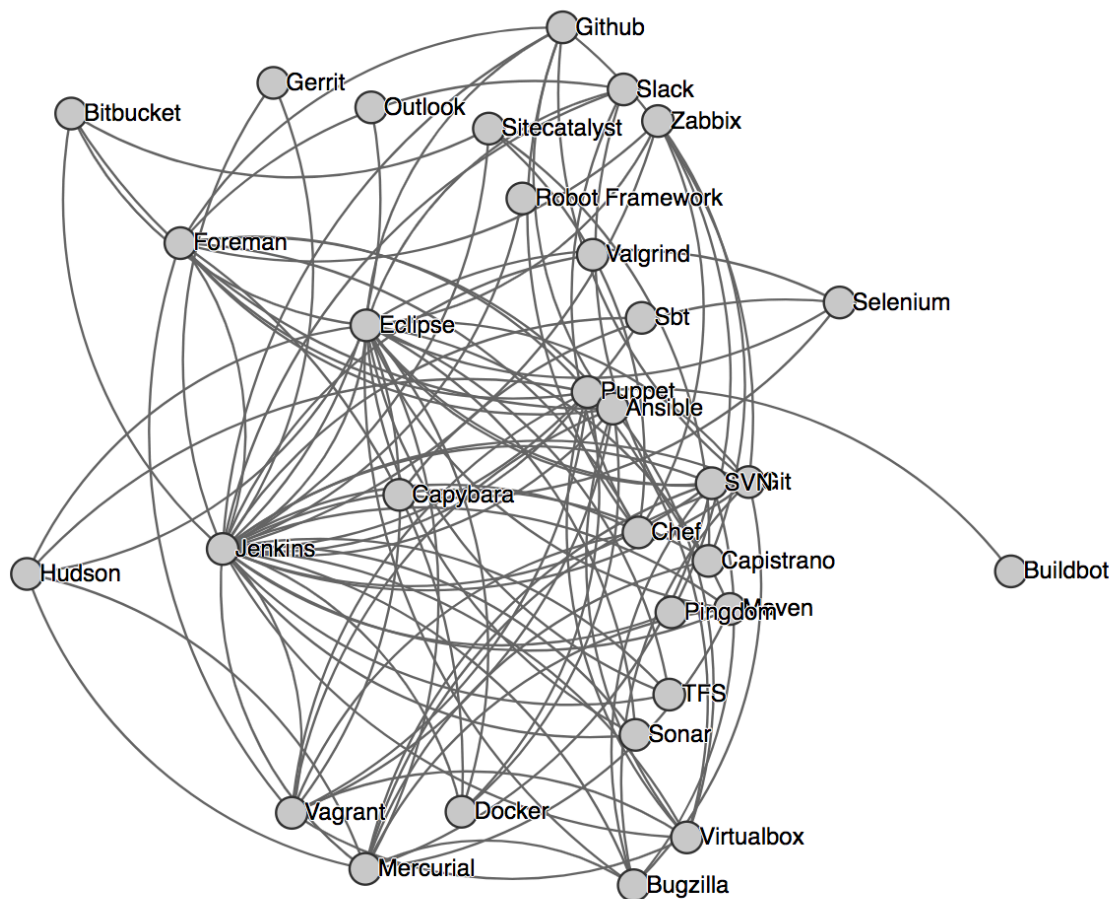 Github
Gerrit
Slack
Outlook
Bitbucket
Zabbix
Sitecatalyst
Robot Framework
Foreman
Valgrind
Selenium
Sbt
Eclipse
Puppet
Ansible
SVN
Git
Capybara
Chef
Jenkins
Capistrano
Hudson
Buildbot
Maven
Pingdom
TFS
Sonar
Vagrant
Docker
Virtualbox
Mercurial
Bugzilla